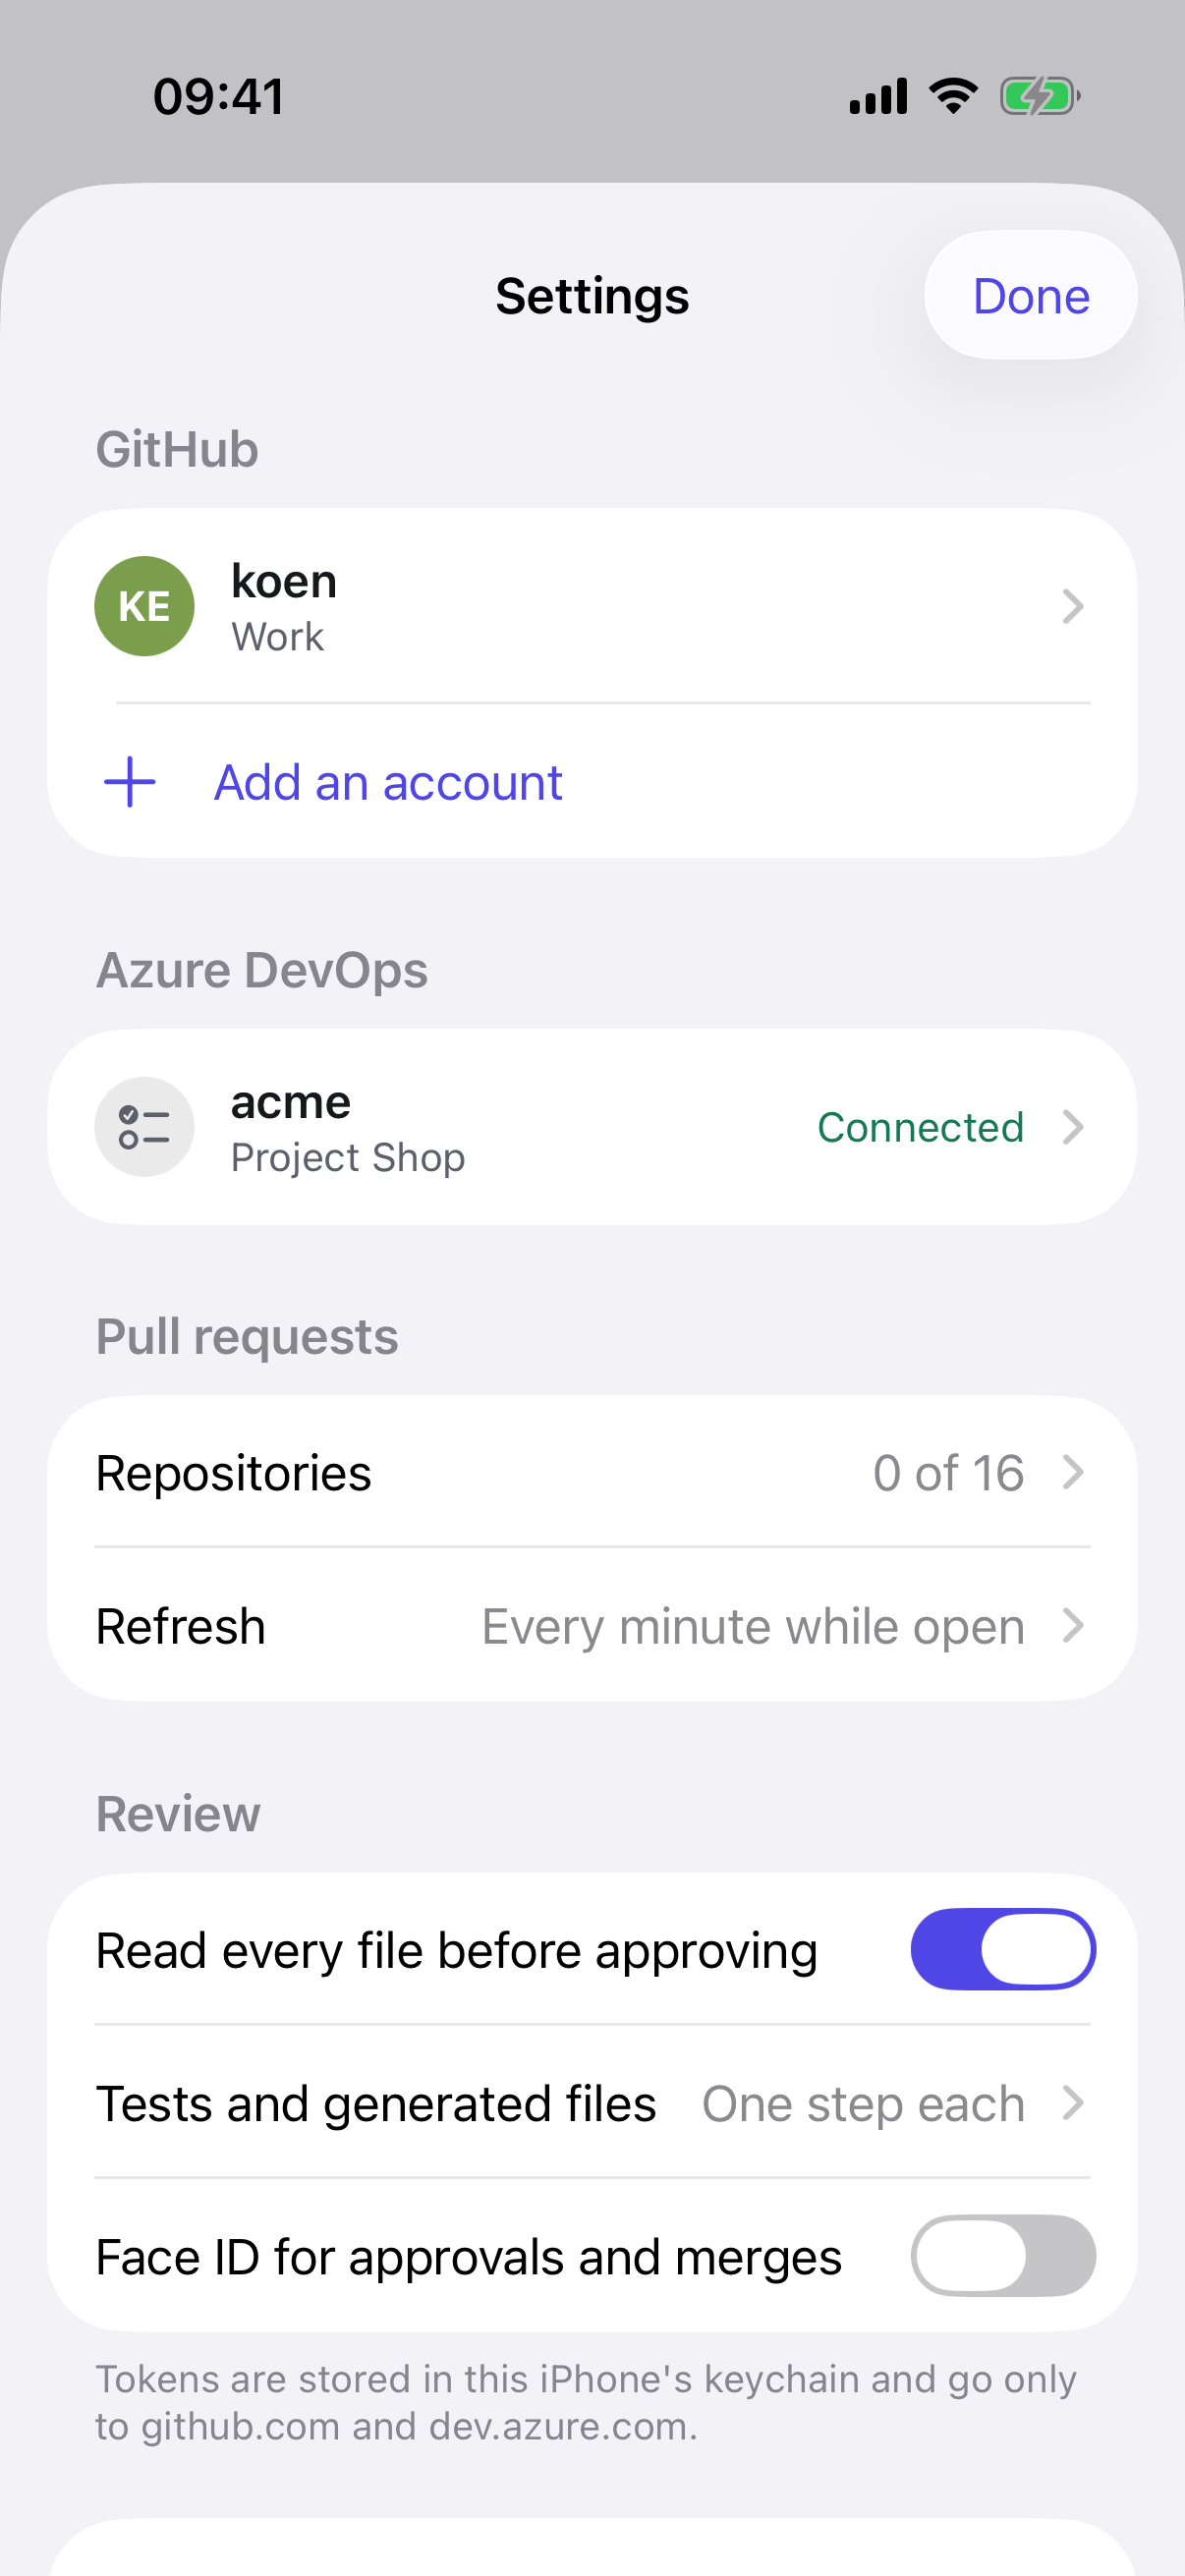 09:41
Settings
Done
GitHub
KE
koen
Work
Add an account
Azure DevOps
acme
Project Shop
Connected
Pull requests
Repositories
0 of 16
Refresh
Every minute while open
Review
Read every file before approving
Tests and generated files
One step each
Face ID for approvals and merges
Tokens are stored in this iPhone's keychain and go only
to github.com and dev.azure.com.